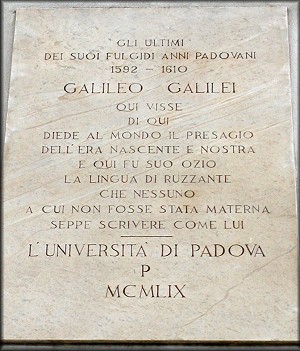 GLI ULTIMI
DEI SUOI FULGIDI ANNI PADOVANI
1592 - 1610
GALILEO GALILEI
QUI VISSE
DI QUI
DIEDE AL MONDO IL PRESAGIO
DELL'ERA NASCENTE E NOSTRA
E QUI FU SUO OZIO
LA LINGUA DI RUZZANTE
CHE NESSUNO
A CUI NON FOSSE STATA MATERNA
SEPPE SCRIVERE COME LUI
L'UNIVERSITÀ DI PADOVA
P
MCMLIX